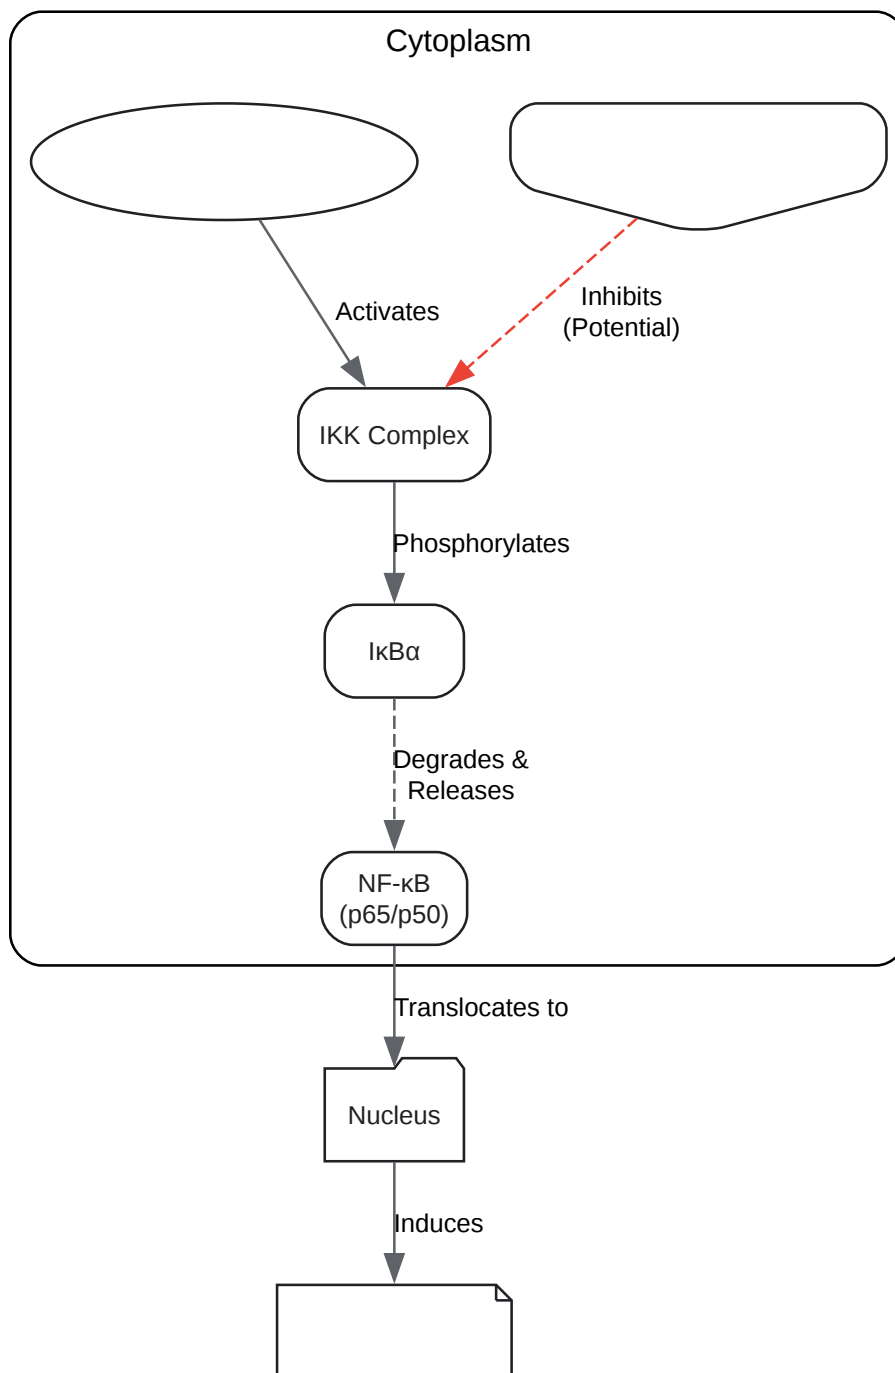 Cytoplasm
Activates
Inhibits
(Potential)
IKK Complex
Phosphorylates
IκBα
Degrades &
Releases
NF-κB
(p65/p50)
Translocates to
Nucleus
Induces